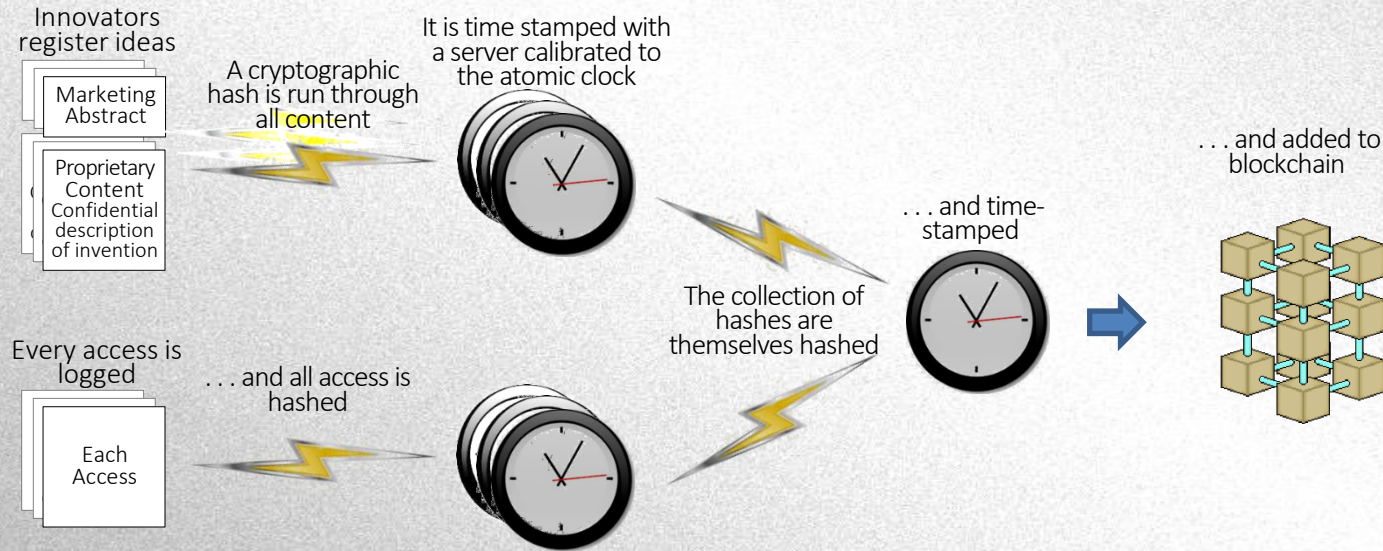 Innovators
register ideas
Marketing
Abstract
Proprietary
Content
Confidential
description
of invention
A cryptographic
hash is run through
all content
It is time stamped with
a server calibrated to
the atomic clock
Every access is
logged
Each
Access
. . . and all access is
hashed
The collection of
hashes are
themselves hashed
. . . and time-
stamped
. . . and added to
blockchain